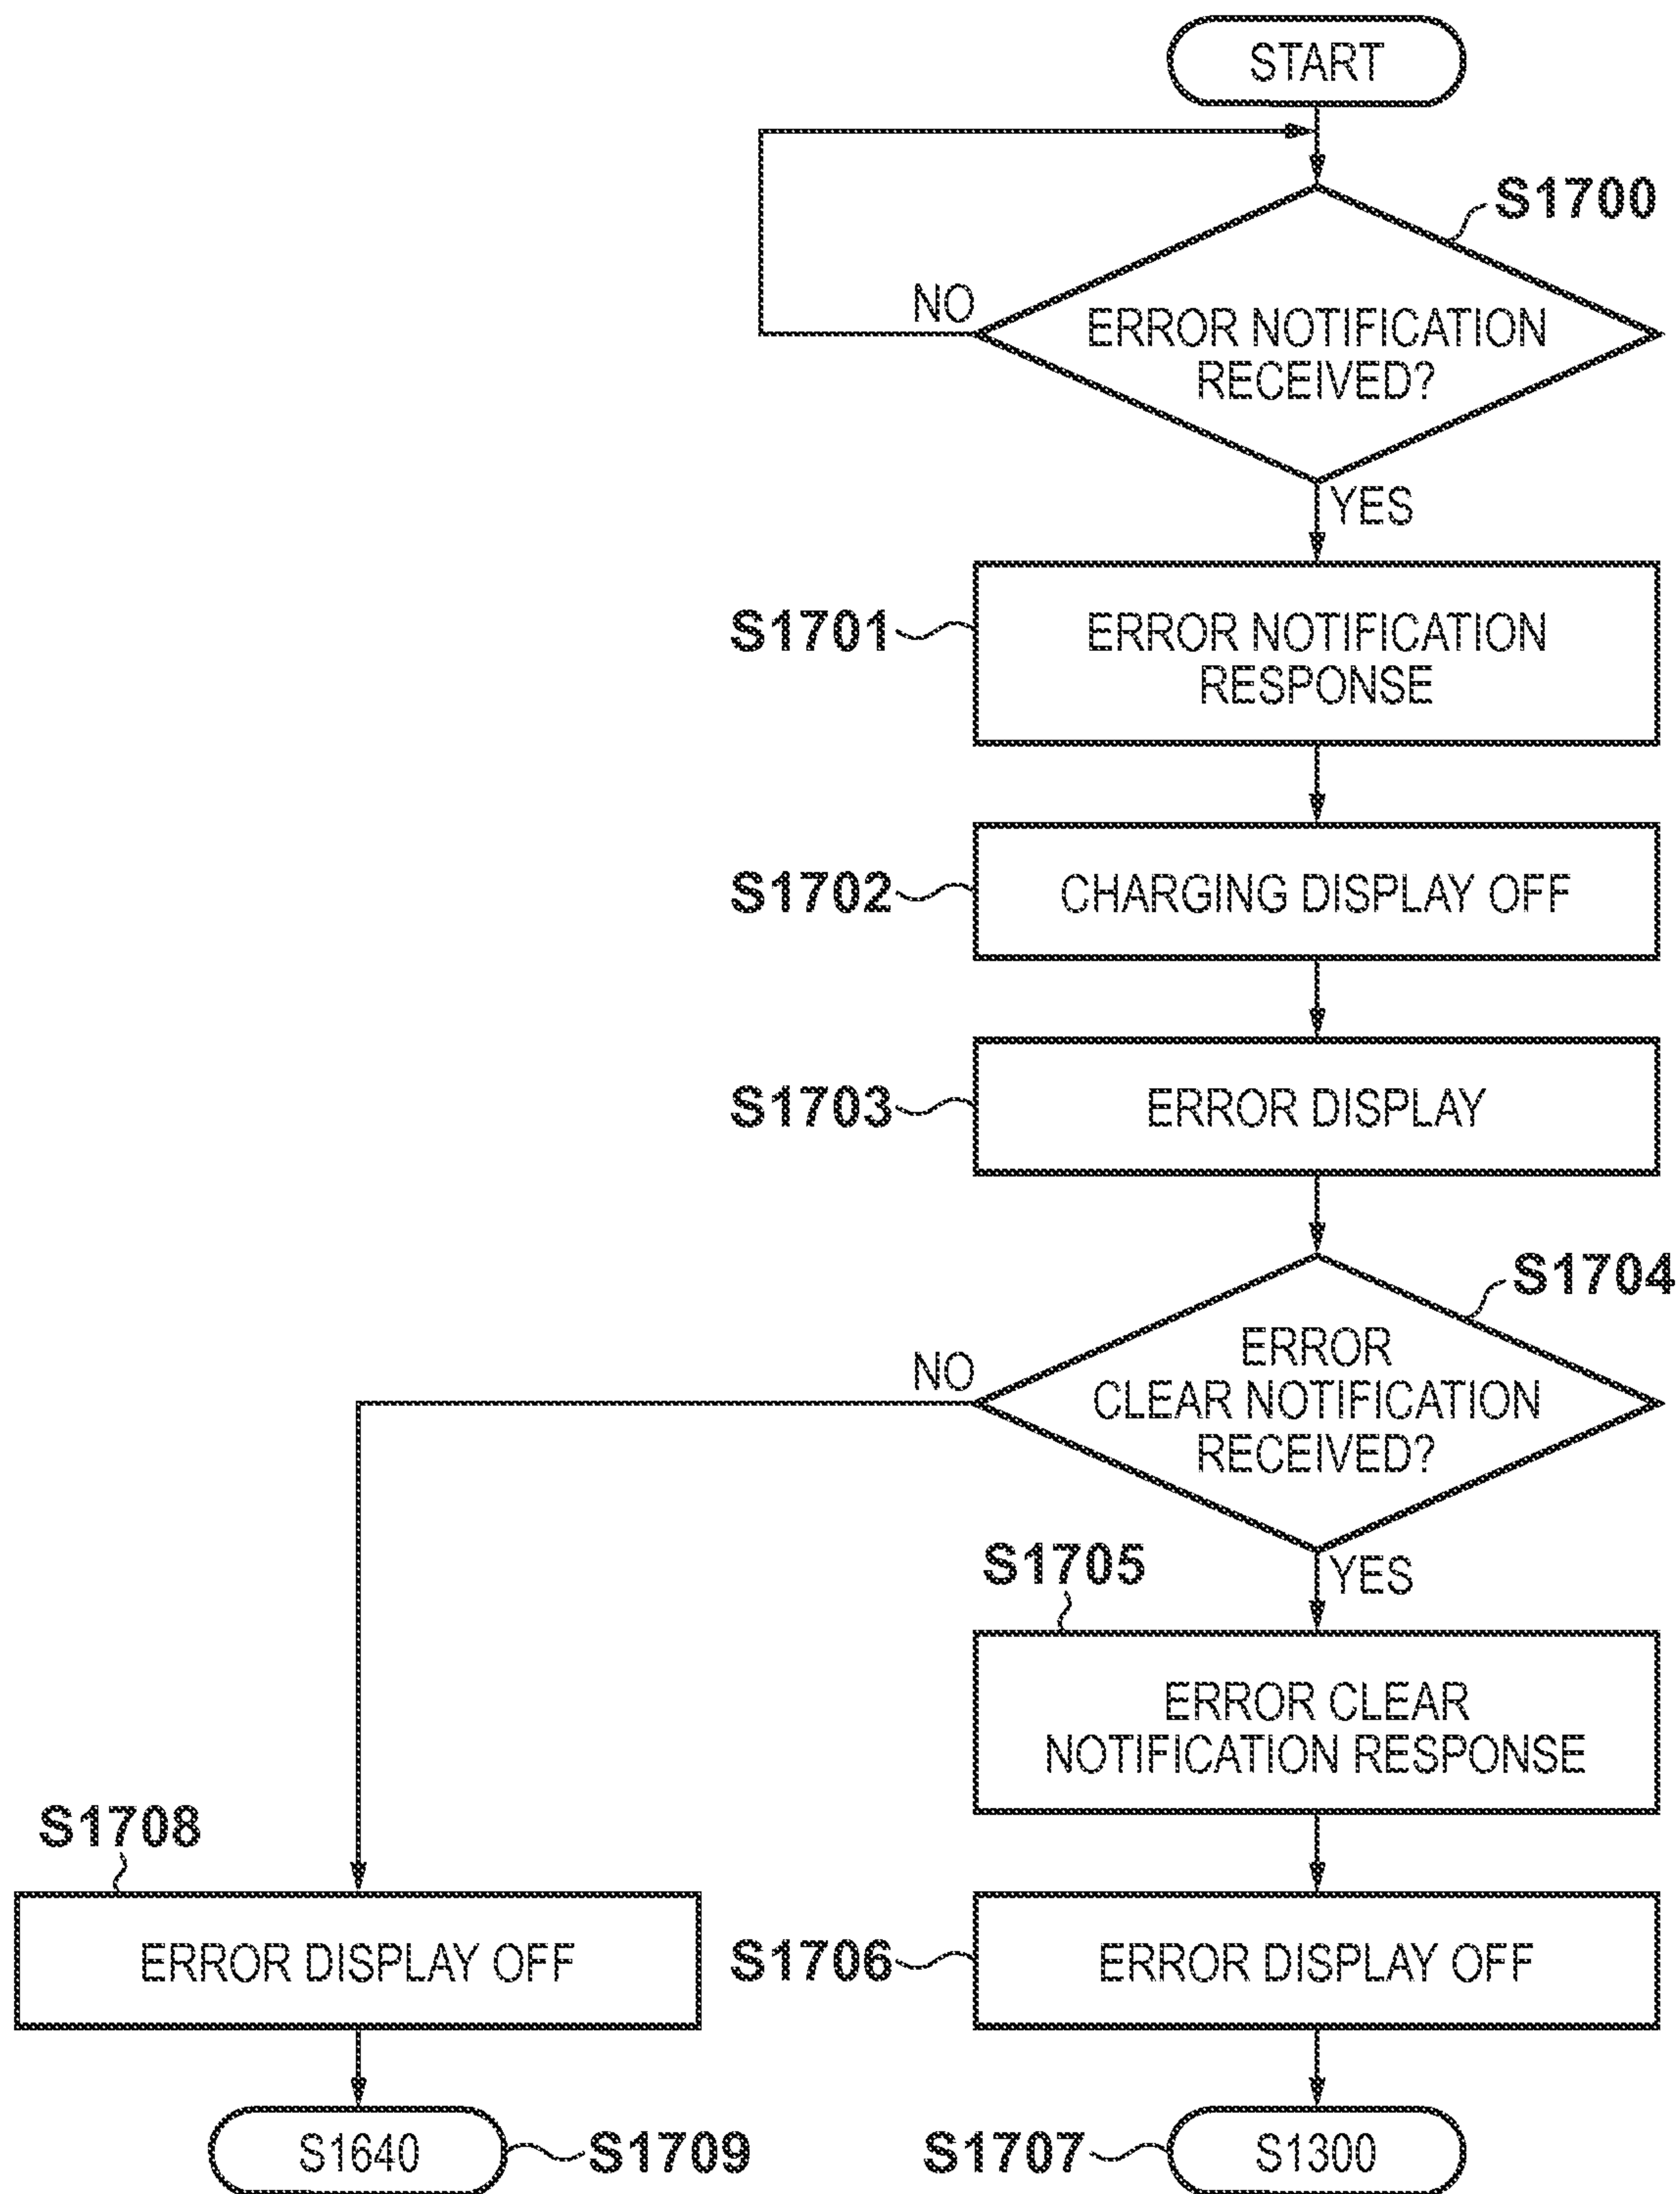 START
S1700
NO
ERROR NOTIFICATION
RECEIVED?
YES
S1701
ERROR NOTIFICATION
RESPONSE
S1702
CHARGING DISPLAY OFF
S1703
ERROR DISPLAY
S1704
NO
ERROR
CLEAR NOTIFICATION
RECEIVED?
YES
S1705
ERROR CLEAR
NOTIFICATION RESPONSE
S1708
ERROR DISPLAY OFF
S1706
ERROR DISPLAY OFF
S1640
S1709
S1707
S1300